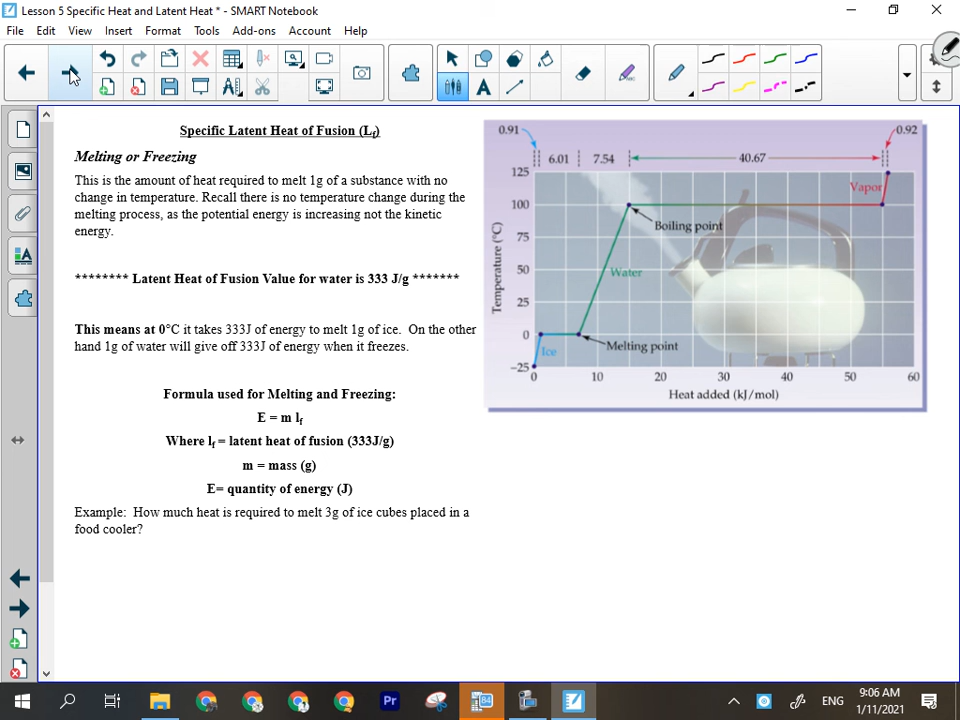 Lesson 5 Specific Heat and Latent Heat * - SMART Notebook
File Edit View Insert Format Tools Add-ons Account Help
Specific Latent Heat of Fusion (Lf)
Melting or Freezing
This is the amount of heat required to melt 1g of a substance with no
change in temperature. Recall there is no temperature change during the
melting process, as the potential energy is increasing not the kinetic
energy.
******** Latent Heat of Fusion Value for water is 333 J/g *******
This means at 0°C it takes 333J of energy to melt 1g of ice. On the other
hand 1g of water will give off 333J of energy when it freezes.
Formula used for Melting and Freezing:
E = m lf
Where lf = latent heat of fusion (333J/g)
m = mass (g)
E= quantity of energy (J)
Example: How much heat is required to melt 3g of ice cubes placed in a
food cooler?
0.91 0.92
6.01 7.54 40.67
125
Vapor
100
Boiling point
75
Temperature (°C)
50
Water
25
0
Melting point
Ice
-25
0 10 20 30 40 50 60
Heat added (kJ/mol)
Pr
84
ENG
9:06 AM
1/11/2021